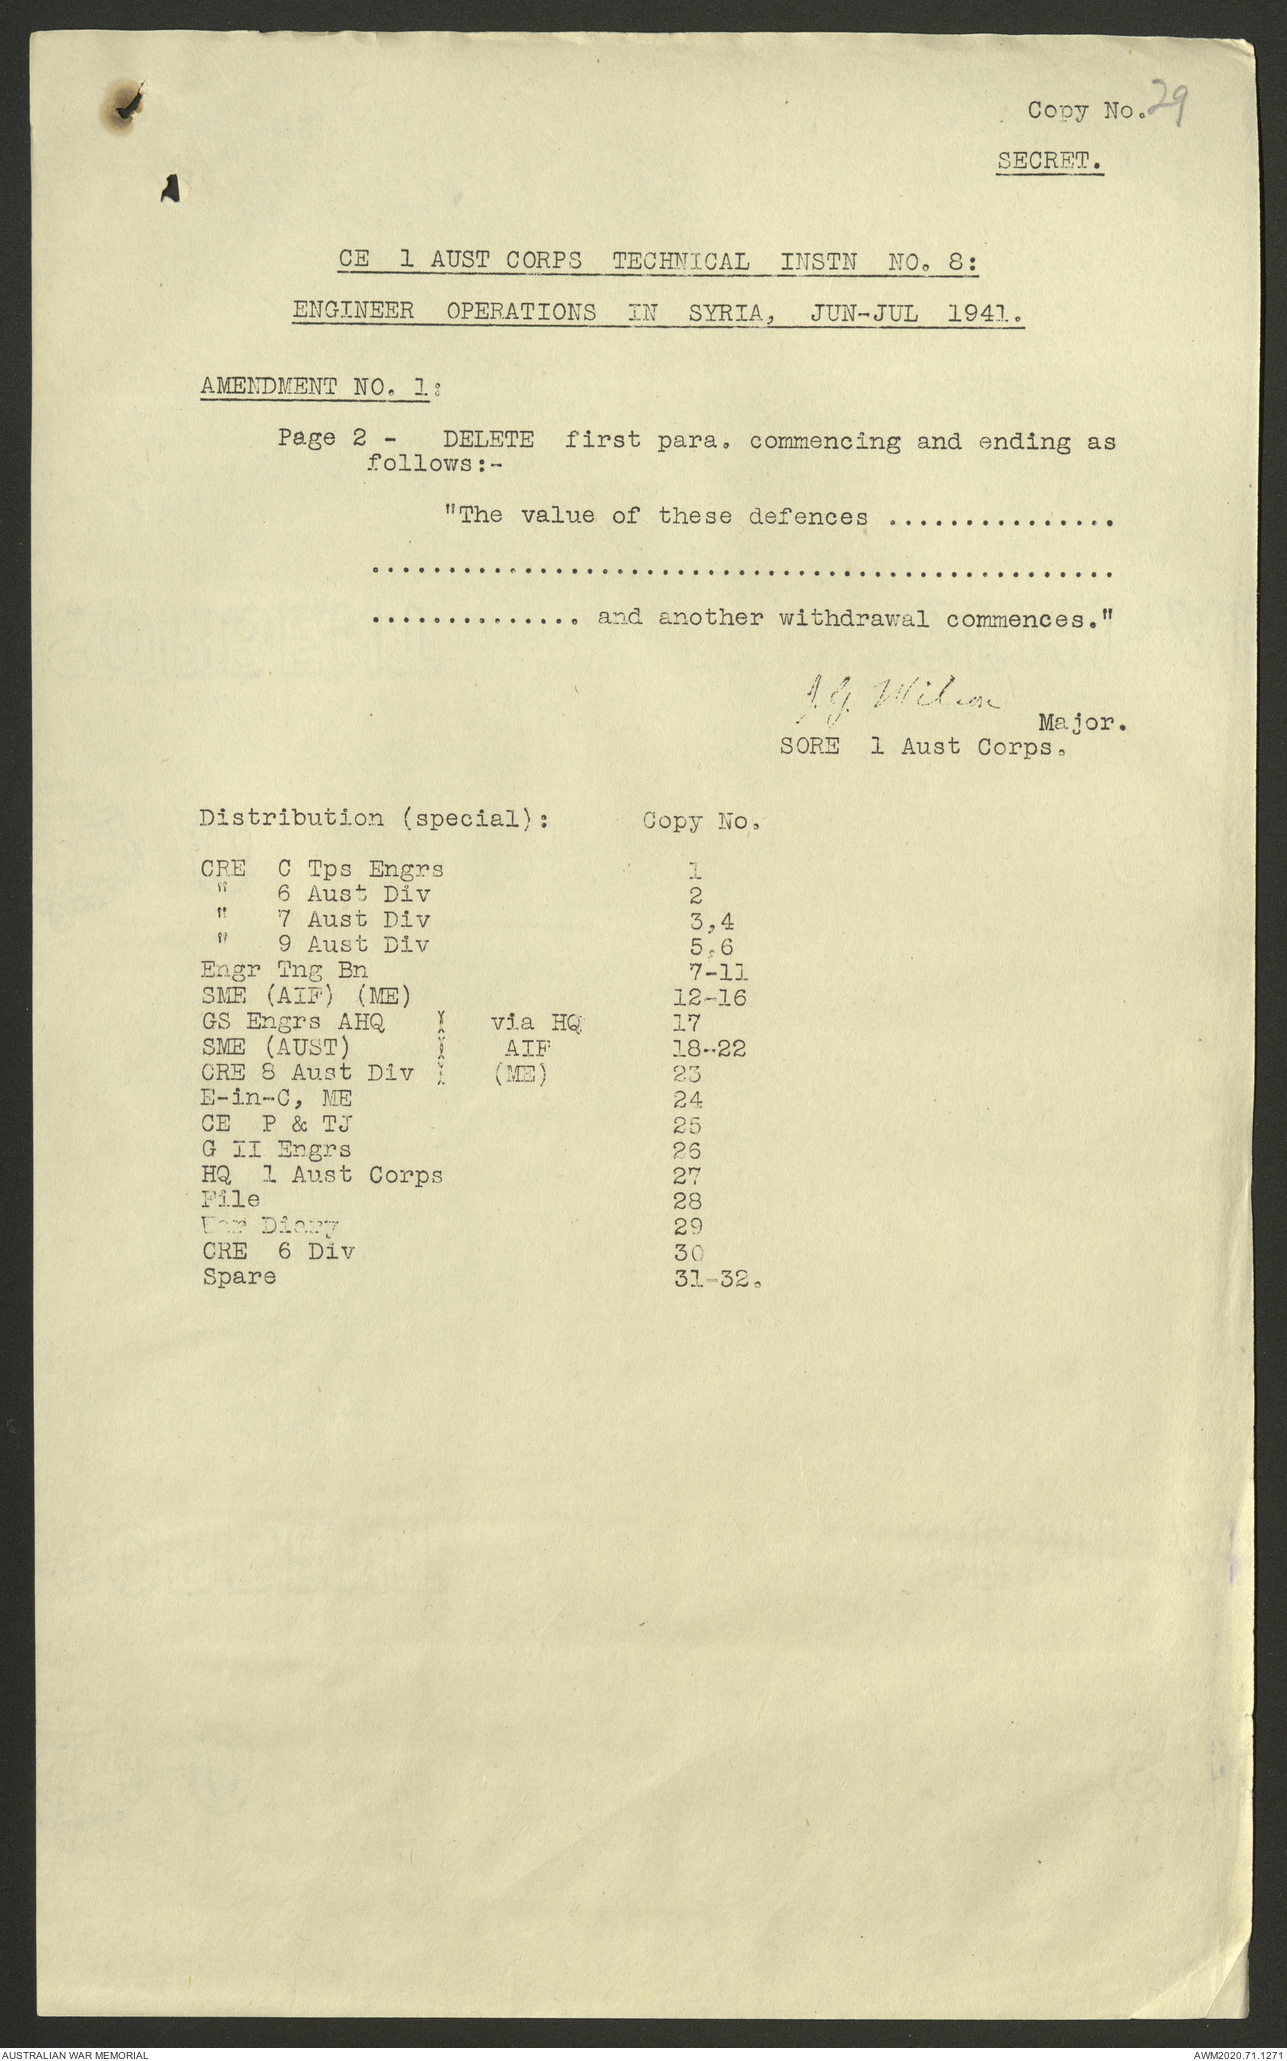 Copy No. 29
SECRET.
CE 1 AUST CORPS TECHNICAL INSTN NO. 8:
ENGINEER OPERATIONS IN SYRIA, JUN-JUL 1941.
AMENDMENT NO. 1:
Page 2 - DELETE first para. commencing and ending as
follows:-
"The value of these defences ...............
.................................................
.............. and another withdrawal commences."
J.G. Wilson
Major.
SORE 1 Aust Corps.
Distribution (special): Copy No.
CRE C Tps Engrs 1
" 6 Aust Div 2
" 7 Aust Div 3,4
" 9 Aust Div 5,6
Engr Tng Bn 7-11
SME (AIF) (ME) 12-16
GS Engrs AHQ ) via HQ 17
SME (AUST) ) AIF 18-22
CRE 8 Aust Div ) (ME) 23
E-in-C, ME 24
CE P & TJ 25
G II Engrs 26
HQ 1 Aust Corps 27
File 28
War Diary 29
CRE 6 Div 30
Spare 31-32.
AUSTRALIAN WAR MEMORIAL AWM2020.71.1271